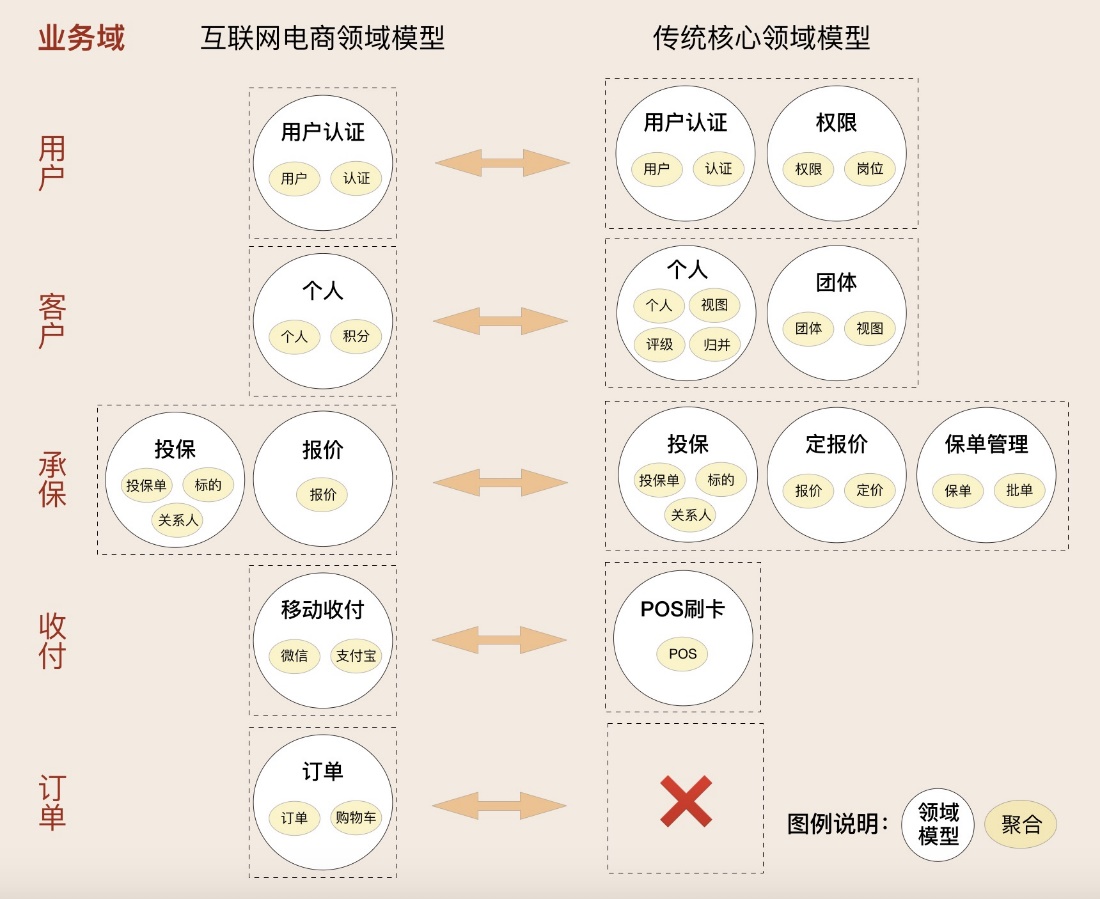 业务域
互联网电商领域模型
传统核心领域模型
用户
用户认证
用户
认证
用户认证
用户
认证
权限
权限
岗位
客户
个人
个人
积分
个人
个人
视图
评级
归并
团体
团体
视图
承保
投保
投保单
标的
关系人
报价
报价
投保
投保单
标的
关系人
定报价
报价
定价
保单管理
保单
批单
收付
移动收付
微信
支付宝
POS刷卡
POS
订单
订单
订单
购物车
图例说明：
领域
模型
聚合